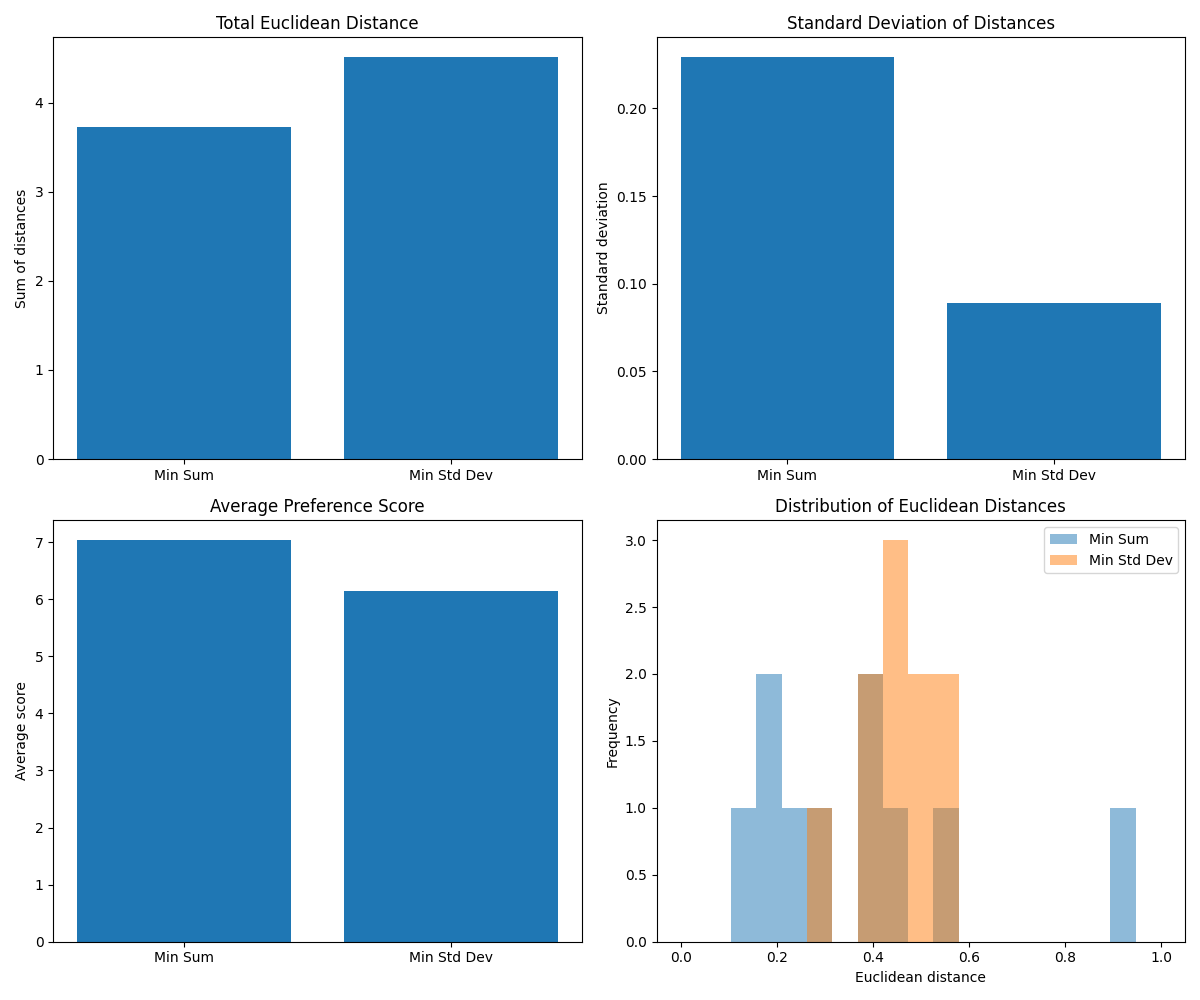 Total Euclidean Distance
Sum of distances
4
3
2
1
0
Min Sum
Min Std Dev
Standard Deviation of Distances
Standard deviation
0.20
0.15
0.10
0.05
0.00
Min Sum
Min Std Dev
Average Preference Score
Average score
7
6
5
4
3
2
1
0
Min Sum
Min Std Dev
Distribution of Euclidean Distances
Min Sum
Min Std Dev
Frequency
3.0
2.5
2.0
1.5
1.0
0.5
0.0
0.0 0.2 0.4 0.6 0.8 1.0
Euclidean distance